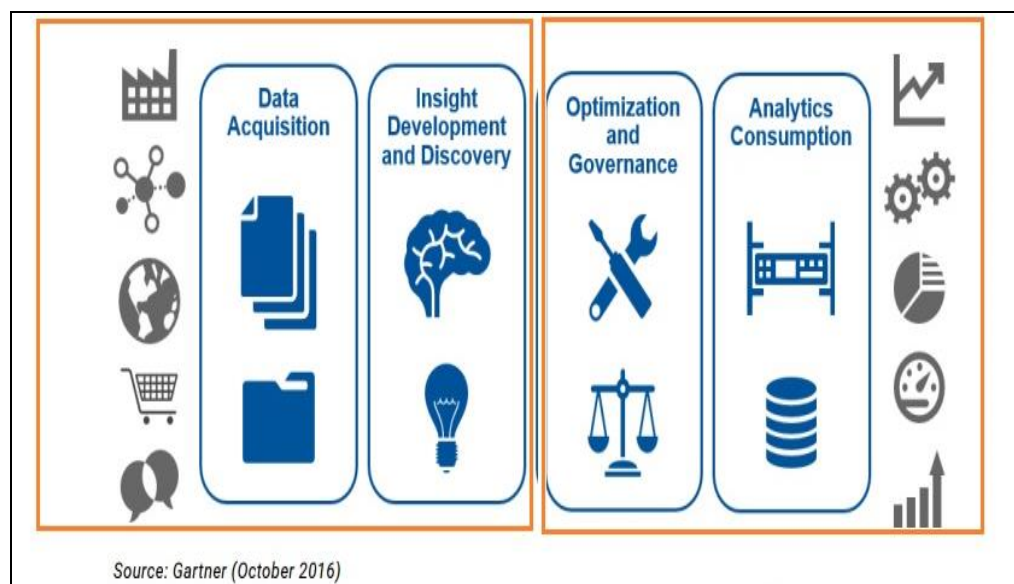 Data
Acquisition
Insight
Development
and Discovery
Optimization
and
Governance
Analytics
Consumption
Source: Gartner (October 2016)